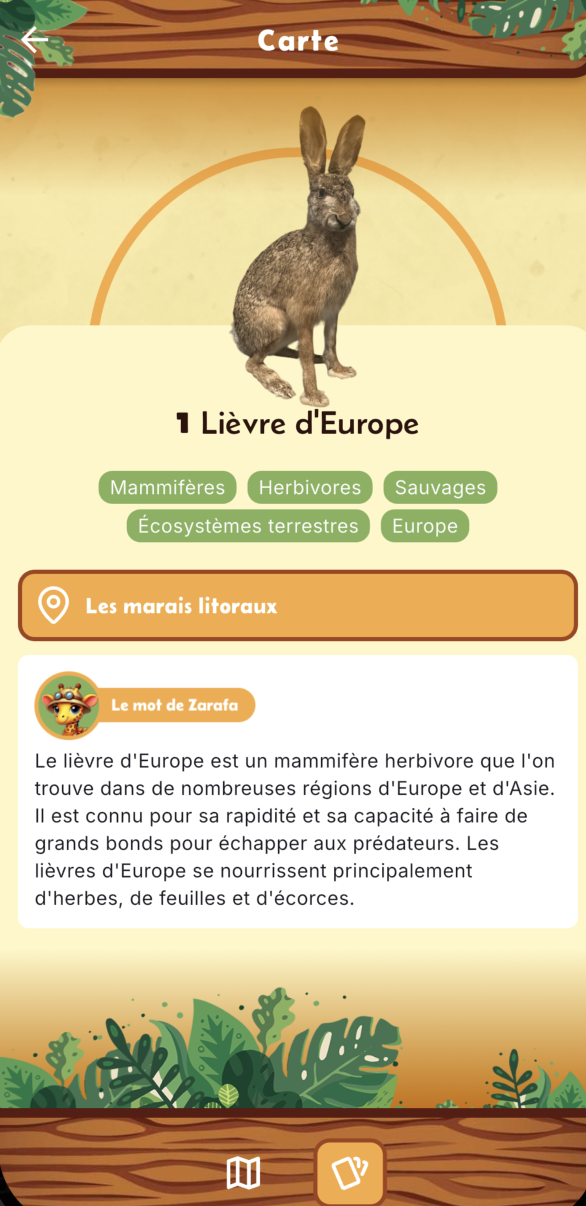 Carte
1 Lièvre d'Europe
Mammifères Herbivores Sauvages
Écosystèmes terrestres Europe
Les marais litoraux
Le mot de Zarafa
Le lièvre d'Europe est un mammifère herbivore que l'on
trouve dans de nombreuses régions d'Europe et d'Asie.
Il est connu pour sa rapidité et sa capacité à faire de
grands bonds pour échapper aux prédateurs. Les
lièvres d'Europe se nourrissent principalement
d'herbes, de feuilles et d'écorces.